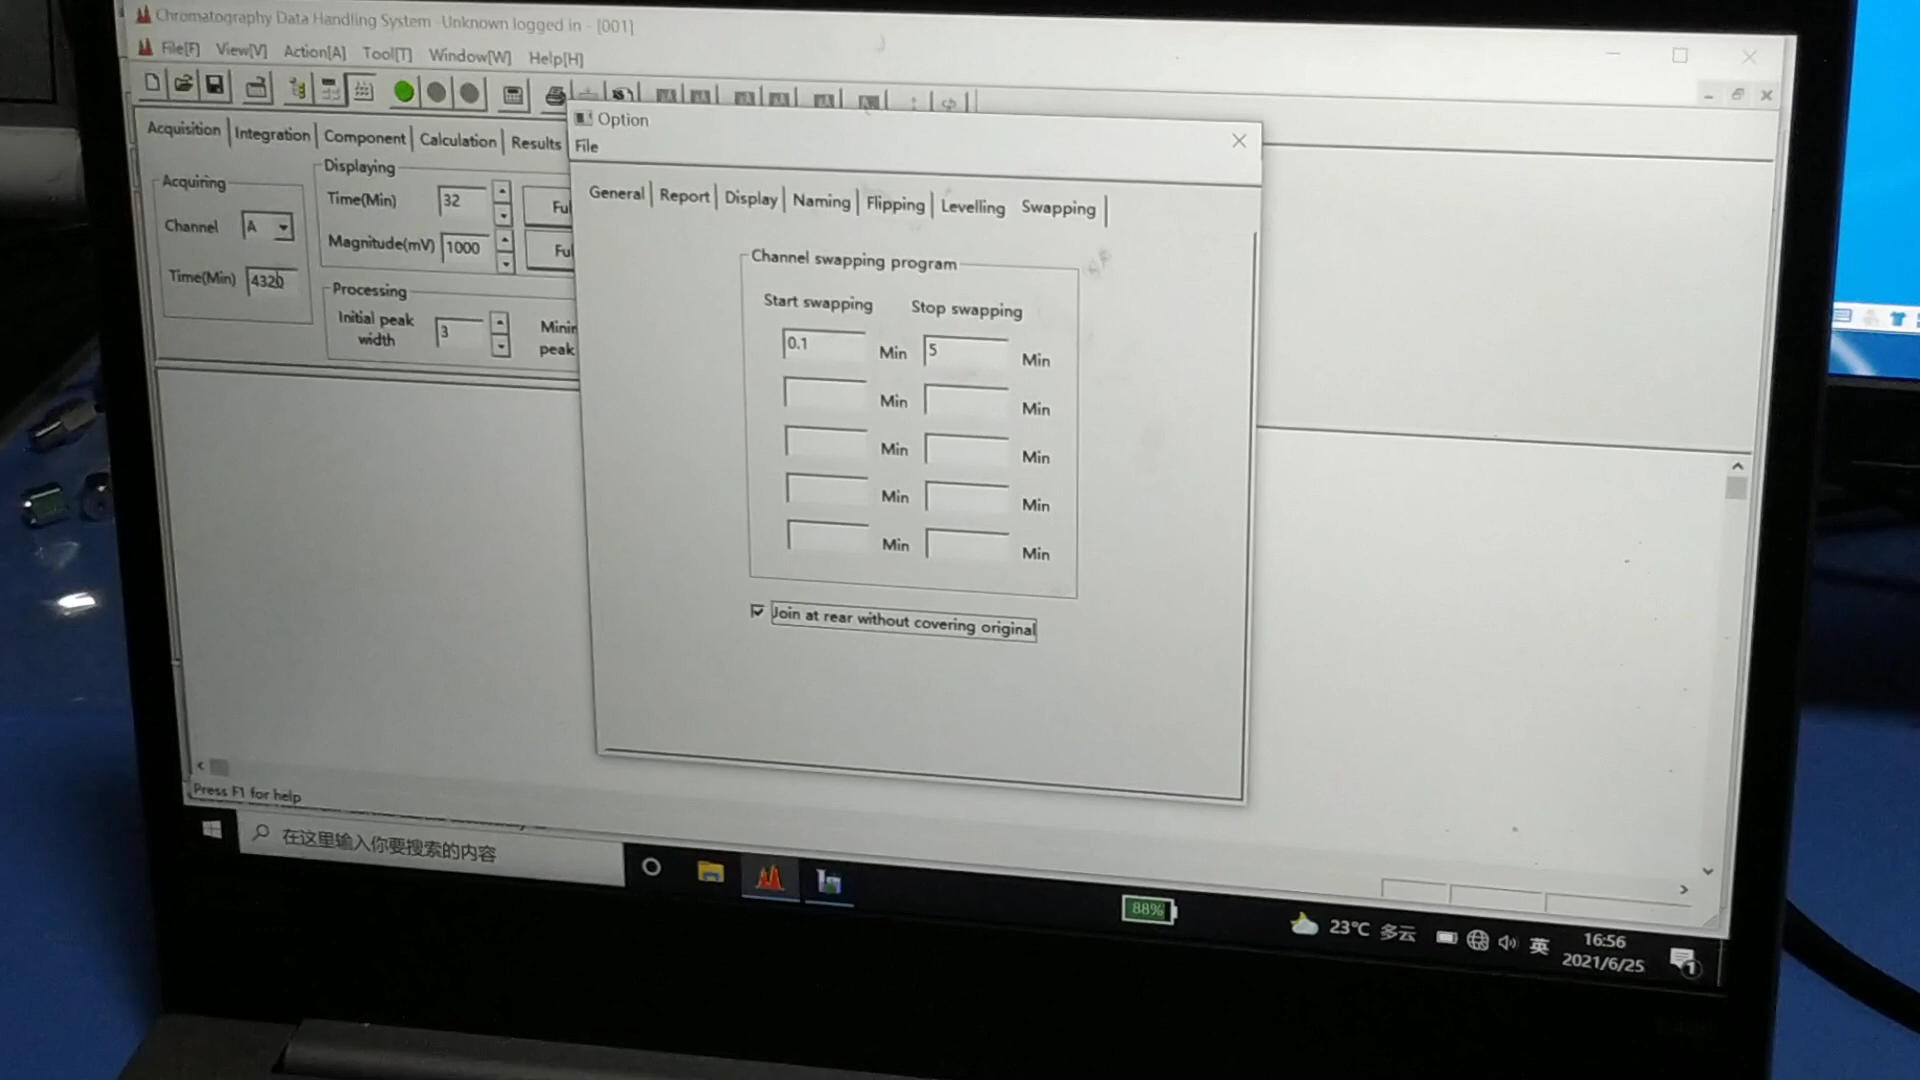 Chromatography Data Handling System -Unknown logged in - [001]
File[F] View[V] Action[A] Tool[T] Window[W] Help[H]
Acquisition Integration Component Calculation Results
Acquiring
Channel A
Time(Min) 4320
Displaying
Time(Min) 32 Ful
Magnitude(mV) 1000 Ful
Processing
Initial peak width 3
Minin
peak
Option
File
General Report Display Naming Flipping Levelling Swapping
Channel swapping program
Start swapping Stop swapping
0.1 Min 5 Min
Min Min
Min Min
Min Min
Min Min
Join at rear without covering original
Press F1 for help
在这里输入你要搜索的内容
88%
23°C 多云
英
16:56
2021/6/25
1